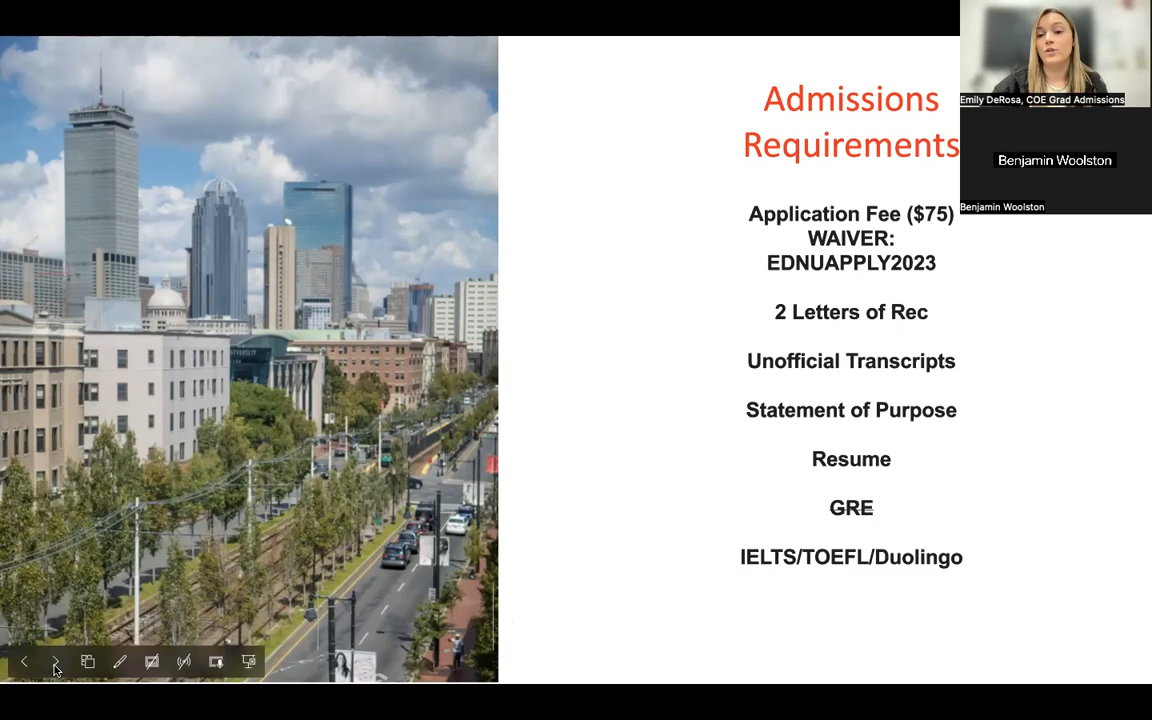 Admissions
Requirements
Application Fee ($75)
WAIVER:
EDNUAPPLY2023
2 Letters of Rec
Unofficial Transcripts
Statement of Purpose
Resume
GRE
IELTS/TOEFL/Duolingo
Emily DeRosa, COE Grad Admissions
Benjamin Woolston
Benjamin Woolston